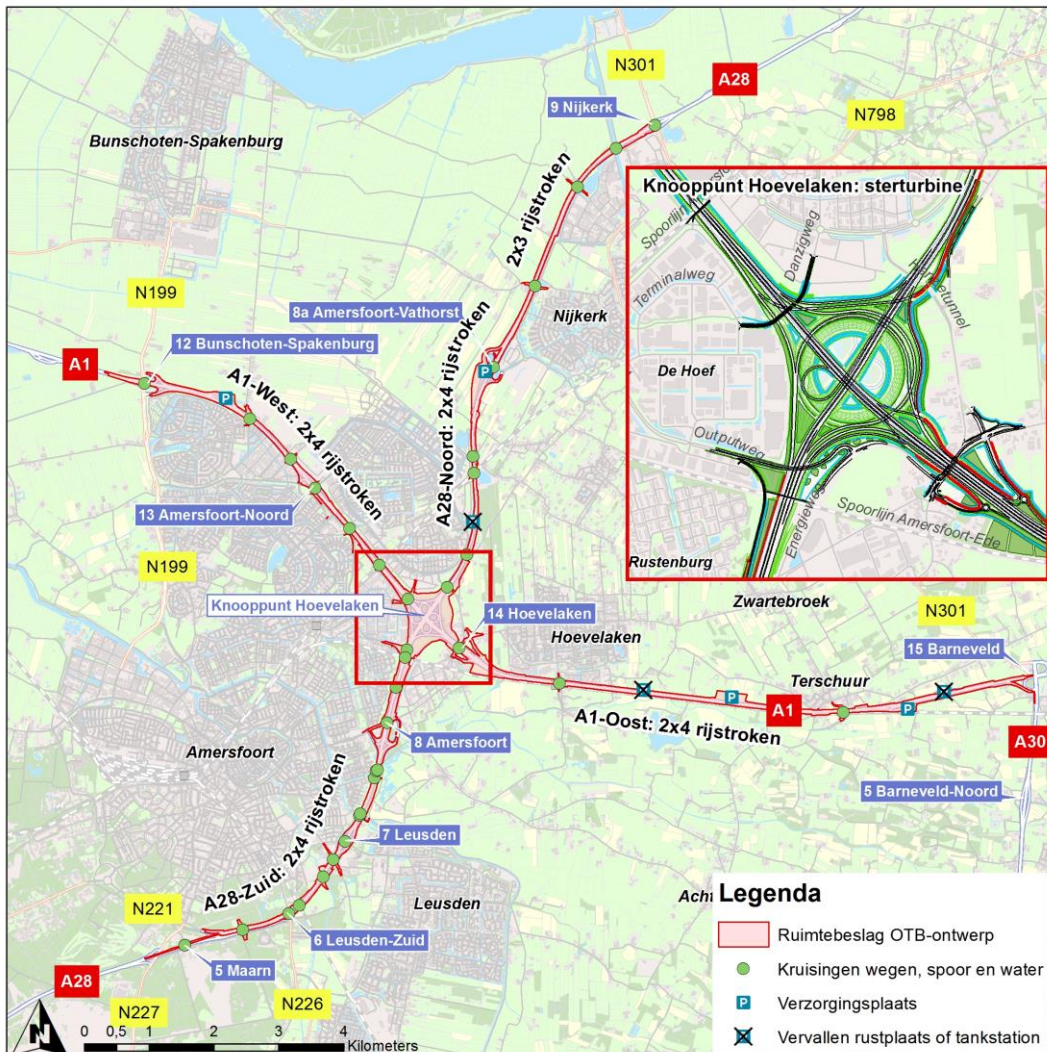 N301
A28
9 Nijkerk
N798
Bunschoten-Spakenburg
2x3 rijstroken
Knooppunt Hoevelaken: sterturbine
Danzigweg
Terminalweg
De Hoef
Outputweg
Energieweg
Spoorlijn Amersfoort-Ede
Rustenburg
N199
8a Amersfoort-Vathorst
Nijkerk
12 Bunschoten-Spakenburg
A1
A1-West: 2x4 rijstroken
A28-Noord: 2x4 rijstroken
13 Amersfoort-Noord
N199
Knooppunt Hoevelaken
14 Hoevelaken
Hoevelaken
Zwartebroek
N301
15 Barneveld
Terschuur
A1
A1-Oost: 2x4 rijstroken
A30
8 Amersfoort
Amersfoort
5 Barneveld-Noord
7 Leusden
A28-Zuid: 2x4 rijstroken
Leusden
N221
6 Leusden-Zuid
5 Maarn
A28
N227
N226
N
0 0,5 1 2 3 4
Kilometers
Legenda
Ruimtebeslag OTB-ontwerp
Kruisingen wegen, spoor en water
P Verzorgingsplaats
Vervallen rustplaats of tankstation